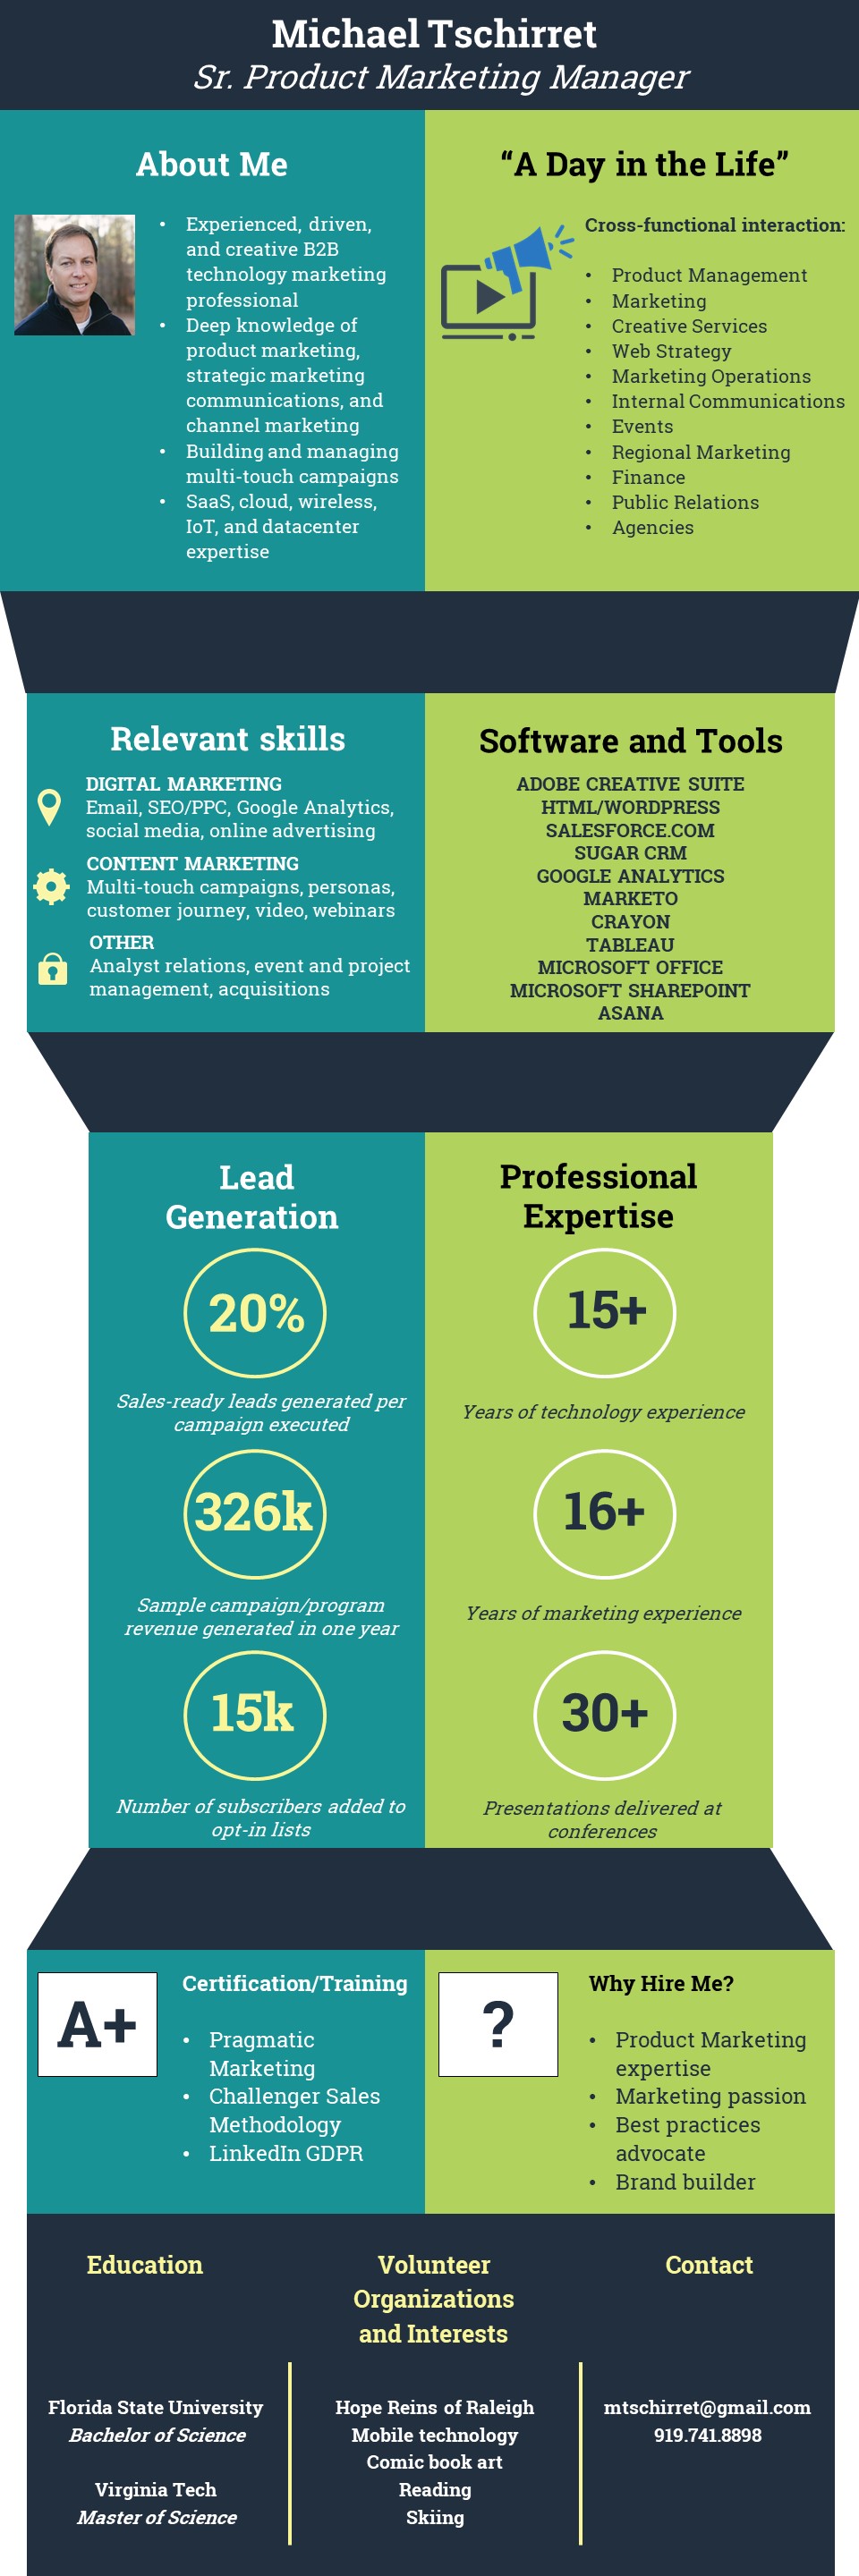 Michael Tschirret
Sr. Product Marketing Manager
About Me
• Experienced, driven,
and creative B2B
technology marketing
professional
• Deep knowledge of
product marketing,
strategic marketing
communications, and
channel marketing
• Building and managing
multi-touch campaigns
• SaaS, cloud, wireless,
IoT, and datacenter
expertise
“A Day in the Life”
Cross-functional interaction:
• Product Management
• Marketing
• Creative Services
• Web Strategy
• Marketing Operations
• Internal Communications
• Events
• Regional Marketing
• Finance
• Public Relations
• Agencies
Relevant skills
DIGITAL MARKETING
Email, SEO/PPC, Google Analytics,
social media, online advertising
CONTENT MARKETING
Multi-touch campaigns, personas,
customer journey, video, webinars
OTHER
Analyst relations, event and project
management, acquisitions
Software and Tools
ADOBE CREATIVE SUITE
HTML/WORDPRESS
SALESFORCE.COM
SUGAR CRM
GOOGLE ANALYTICS
MARKETO
CRAYON
TABLEAU
MICROSOFT OFFICE
MICROSOFT SHAREPOINT
ASANA
Lead
Generation
20%
Sales-ready leads generated per
campaign executed
326k
Sample campaign/program
revenue generated in one year
15k
Number of subscribers added to
opt-in lists
Professional
Expertise
15+
Years of technology experience
16+
Years of marketing experience
30+
Presentations delivered at
conferences
A+
Certification/Training
• Pragmatic
Marketing
• Challenger Sales
Methodology
• LinkedIn GDPR
?
Why Hire Me?
• Product Marketing
expertise
• Marketing passion
• Best practices
advocate
• Brand builder
Education
Florida State University
Bachelor of Science
Virginia Tech
Master of Science
Volunteer
Organizations
and Interests
Hope Reins of Raleigh
Mobile technology
Comic book art
Reading
Skiing
Contact
mtschirret@gmail.com
919.741.8898